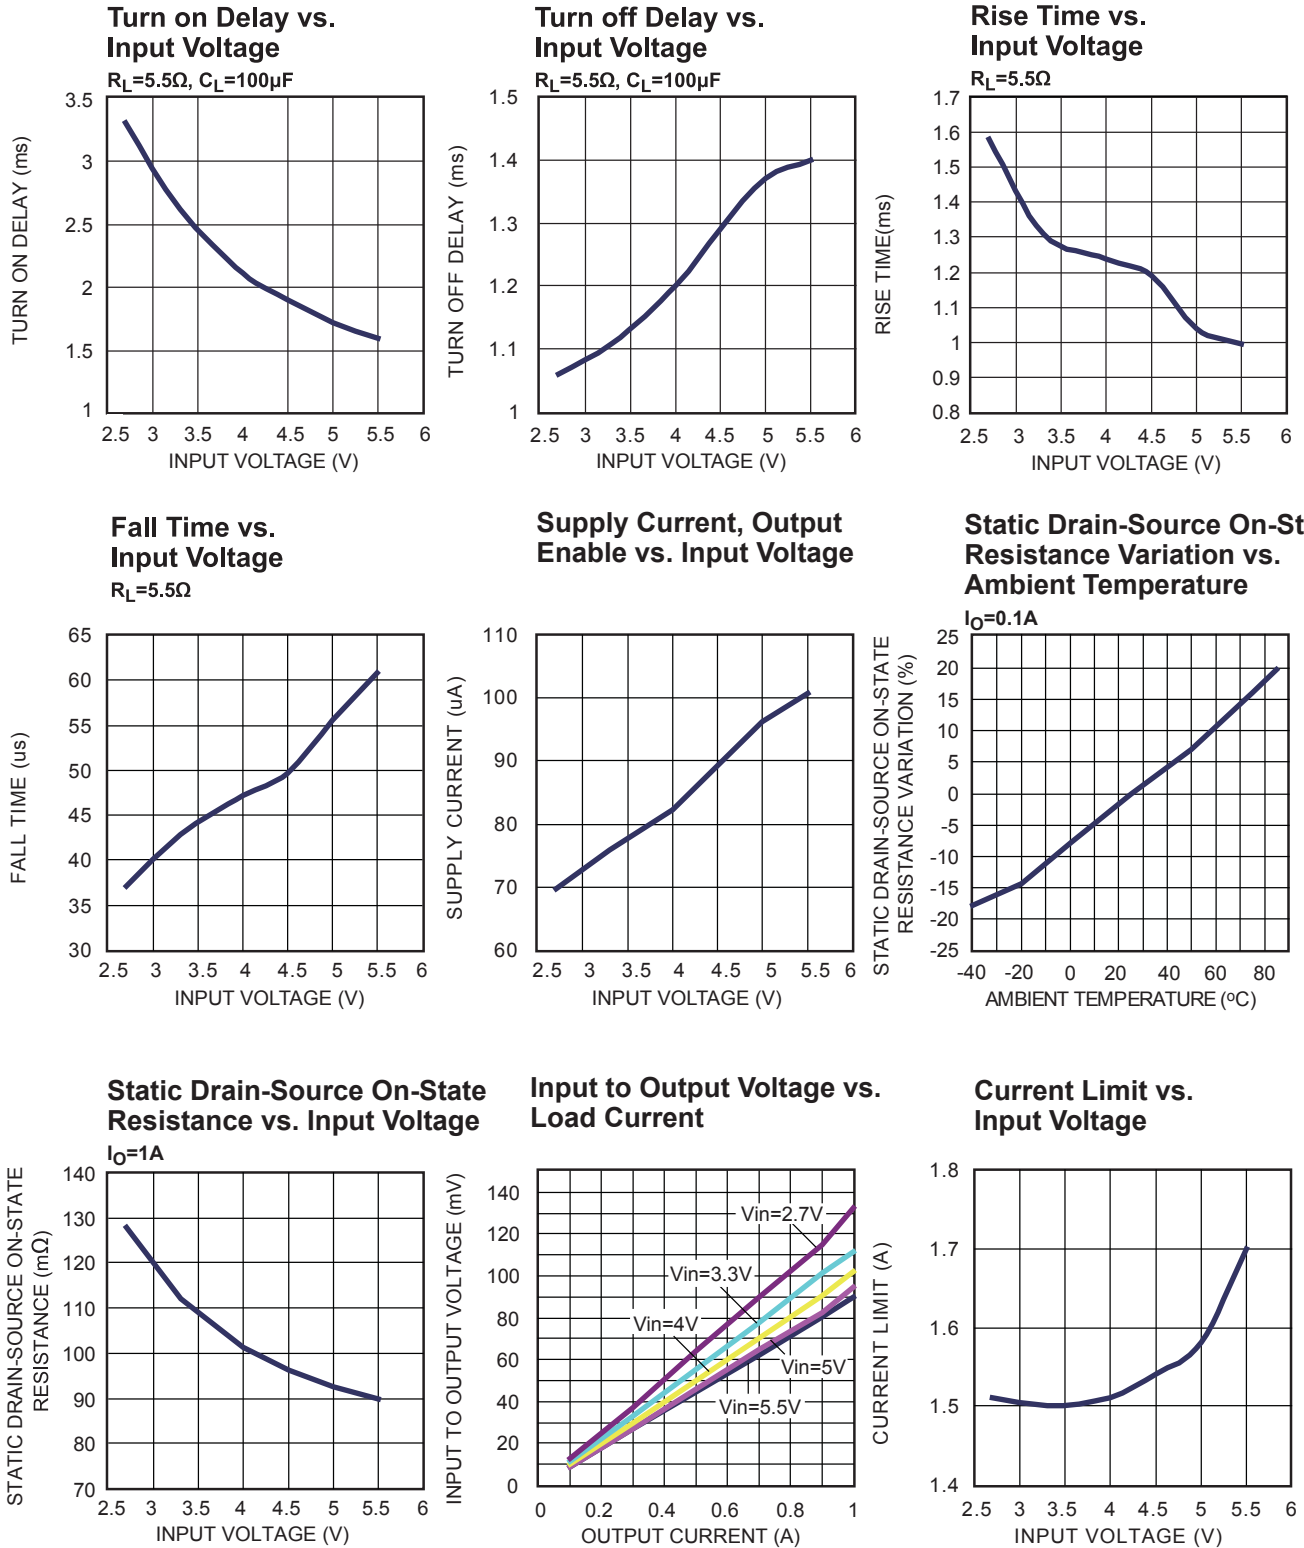 Turn on Delay vs.
Input Voltage
RL=5.5Ω, CL=100µF
3.5
3
2.5
2
1.5
1
TURN ON DELAY (ms)
2.5 3 3.5 4 4.5 5 5.5 6
INPUT VOLTAGE (V)
Turn off Delay vs.
Input Voltage
RL=5.5Ω, CL=100µF
1.5
1.4
1.3
1.2
1.1
1
TURN OFF DELAY (ms)
2.5 3 3.5 4 4.5 5 5.5 6
INPUT VOLTAGE (V)
Rise Time vs.
Input Voltage
RL=5.5Ω
1.7
1.6
1.5
1.4
1.3
1.2
1.1
1
0.9
0.8
RISE TIME(ms)
2.5 3 3.5 4 4.5 5 5.5 6
INPUT VOLTAGE (V)
Fall Time vs.
Input Voltage
RL=5.5Ω
65
60
55
50
45
40
35
30
FALL TIME (us)
2.5 3 3.5 4 4.5 5 5.5 6
INPUT VOLTAGE (V)
Supply Current, Output
Enable vs. Input Voltage
110
100
90
80
70
60
SUPPLY CURRENT (uA)
2.5 3 3.5 4 4.5 5 5.5 6
INPUT VOLTAGE (V)
Static Drain-Source On-St
Resistance Variation vs.
Ambient Temperature
IO=0.1A
25
20
15
10
5
0
-5
-10
-15
-20
-25
STATIC DRAIN-SOURCE ON-STATE
RESISTANCE VARIATION (%)
-40 -20 0 20 40 60 80
AMBIENT TEMPERATURE (oC)
Static Drain-Source On-State
Resistance vs. Input Voltage
IO=1A
140
130
120
110
100
90
80
70
STATIC DRAIN-SOURCE ON-STATE
RESISTANCE (mΩ)
2.5 3 3.5 4 4.5 5 5.5 6
INPUT VOLTAGE (V)
Input to Output Voltage vs.
Load Current
140
120
100
80
60
40
20
0
INPUT TO OUTPUT VOLTAGE (mV)
Vin=2.7V
Vin=3.3V
Vin=4V
Vin=5V
Vin=5.5V
0 0.2 0.4 0.6 0.8 1
OUTPUT CURRENT (A)
Current Limit vs.
Input Voltage
1.8
1.7
1.6
1.5
1.4
CURRENT LIMIT (A)
2.5 3 3.5 4 4.5 5 5.5 6
INPUT VOLTAGE (V)